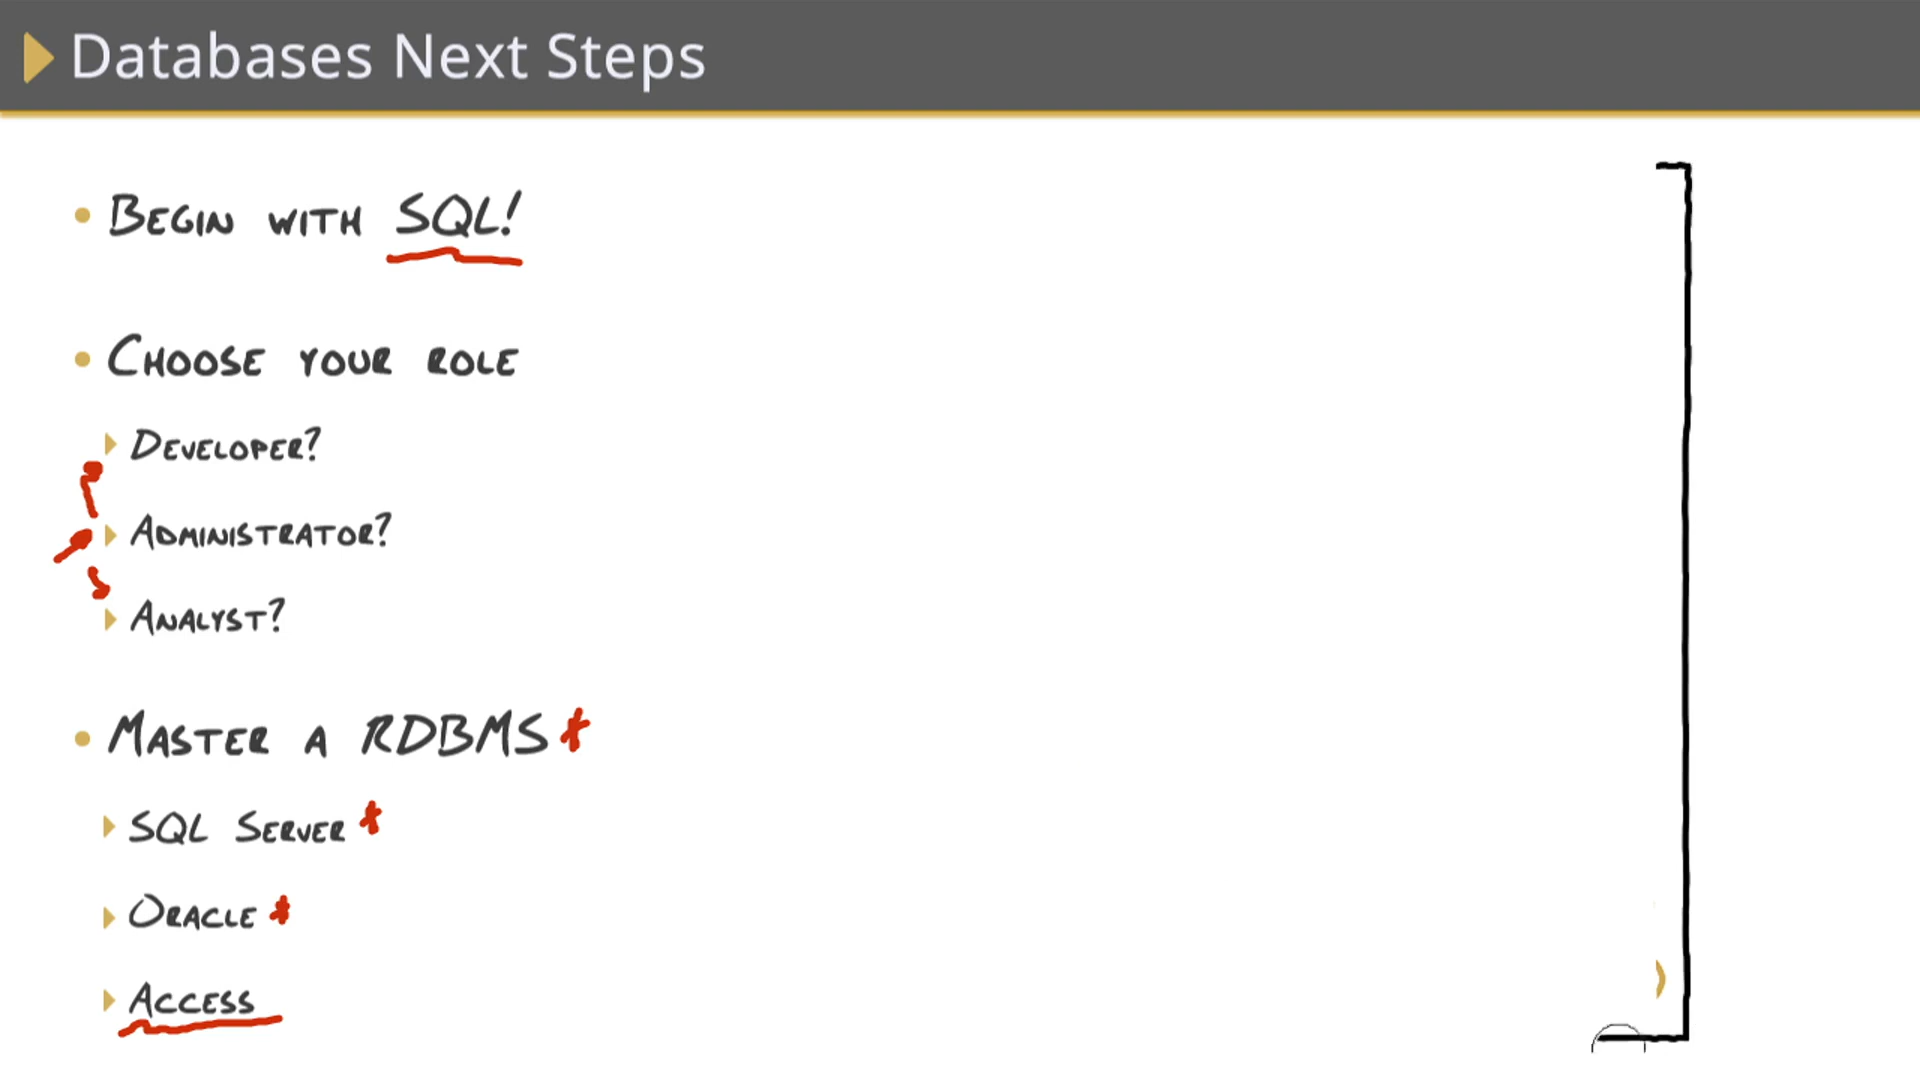 Databases Next Steps
Begin with SQL!
Choose your role
Developer?
Administrator?
Analyst?
Master a RDBMS*
SQL Server*
Oracle*
Access